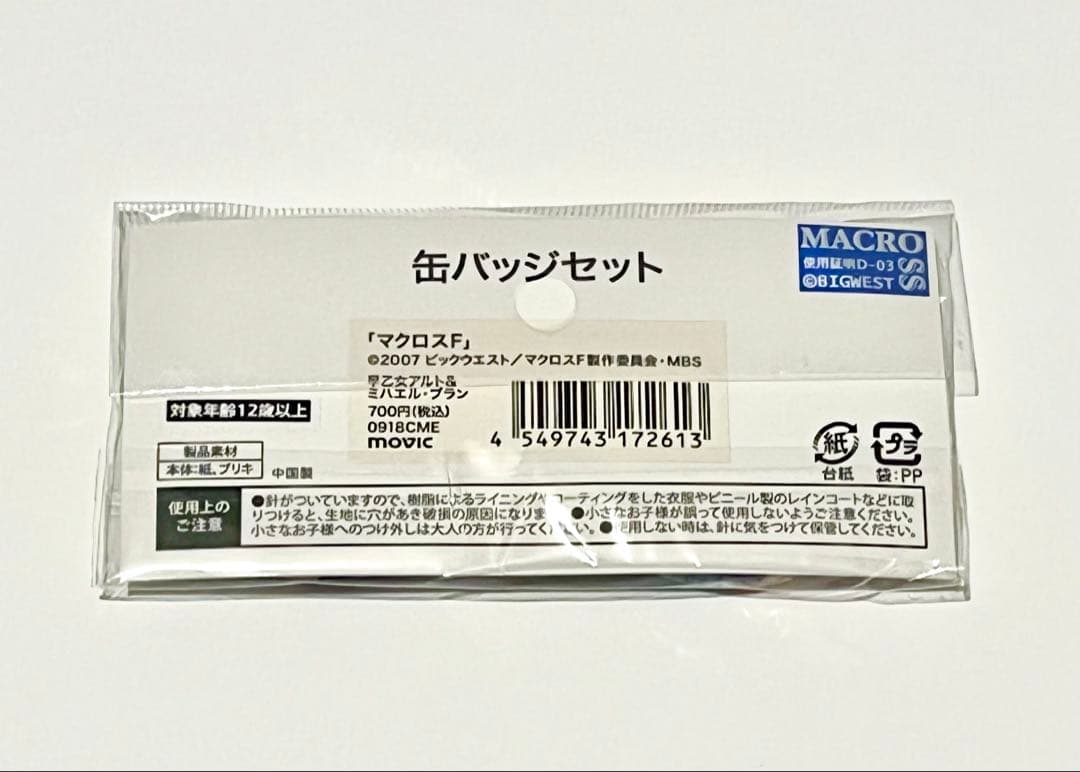 缶バッジセット
MACROSS
使用証明D-03
©BIGWEST
「マクロスF」
©2007 ビックウエスト/マクロスF製作委員会・MBS
早乙女アルト&
ミハエル・ブラン
700円(税込)
0918CME
movic
4 549743 172613
対象年齢12歳以上
製品素材
本体:紙、ブリキ
中国製
紙
台紙
プラ
袋:PP
使用上の
ご注意
●針がついていますので、樹脂によるライニングやコーティングをした衣服やビニール製のレインコートなどに取
りつけると、生地に穴があき破損の原因になります。●小さなお子様が誤って使用しないようご注意ください。
小さなお子様へのつけ外しは大人の方が行ってください。●使用しない時は、針に気をつけて保管してください。